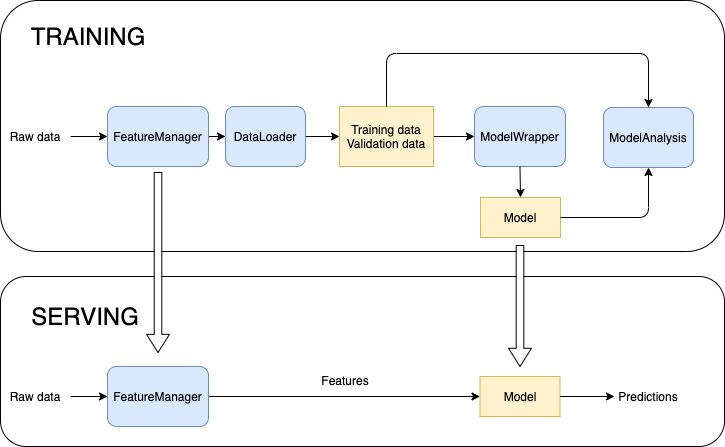 TRAINING
Raw data
FeatureManager
DataLoader
Training data
Validation data
ModelWrapper
ModelAnalysis
Model
SERVING
Raw data
FeatureManager
Features
Model
Predictions